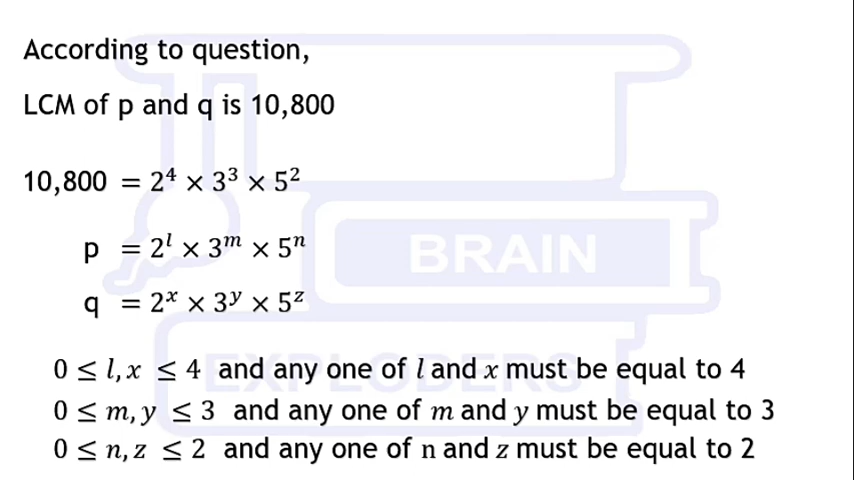 According to question,
LCM of p and q is 10,800
10,800 = 2⁴ × 3³ × 5²
p = 2ˡ × 3ᵐ × 5ⁿ
BRAIN
q = 2ˣ × 3ʸ × 5ᶻ
0 ≤ l, x ≤ 4 and any one of l and x must be equal to 4
EXPLODERS
0 ≤ m, y ≤ 3 and any one of m and y must be equal to 3
0 ≤ n, z ≤ 2 and any one of n and z must be equal to 2